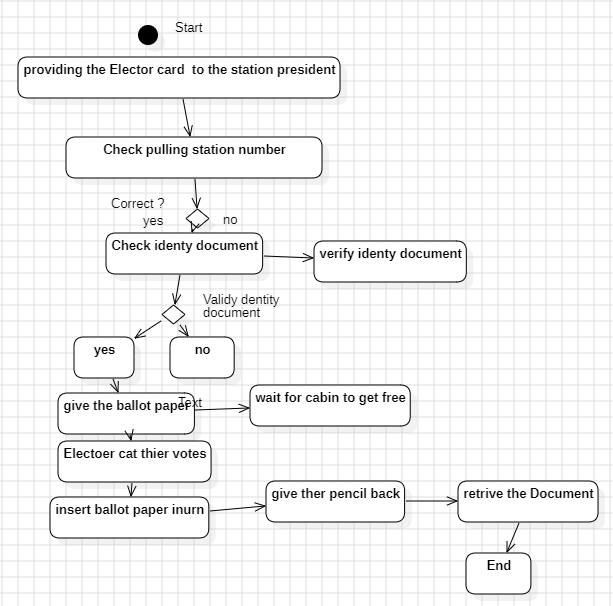 Start
providing the Elector card  to the station president
Check pulling station number
Correct ?
yes
no
Check identy document
verify identy document
Validy dentity
document
yes
no
give the ballot paper
Text
wait for cabin to get free
Electoer cat thier votes
insert ballot paper inurn
give ther pencil back
retrive the Document
End